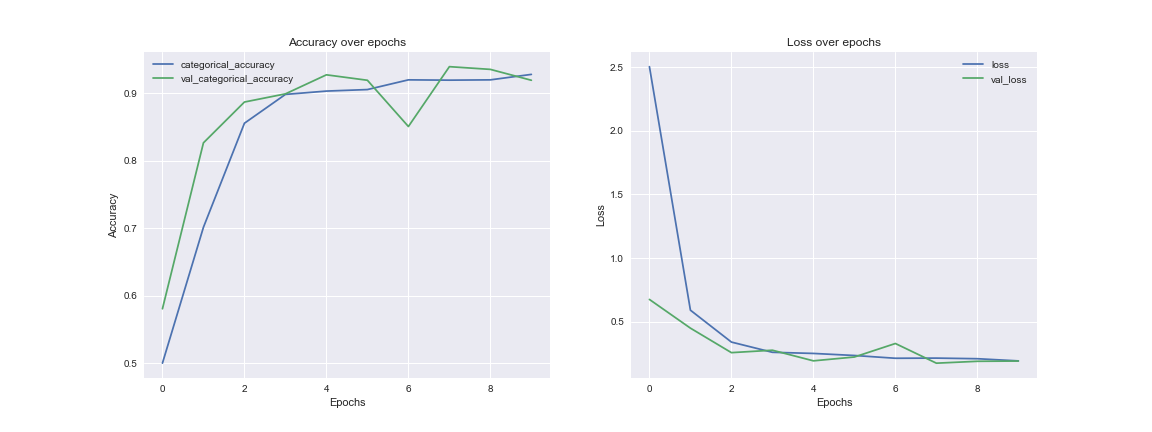 Accuracy over epochs
categorical_accuracy
val_categorical_accuracy
0.9
0.8
0.7
0.6
0.5
Accuracy
0 2 4 6 8
Epochs
Loss over epochs
loss
val_loss
2.5
2.0
1.5
1.0
0.5
Loss
0 2 4 6 8
Epochs